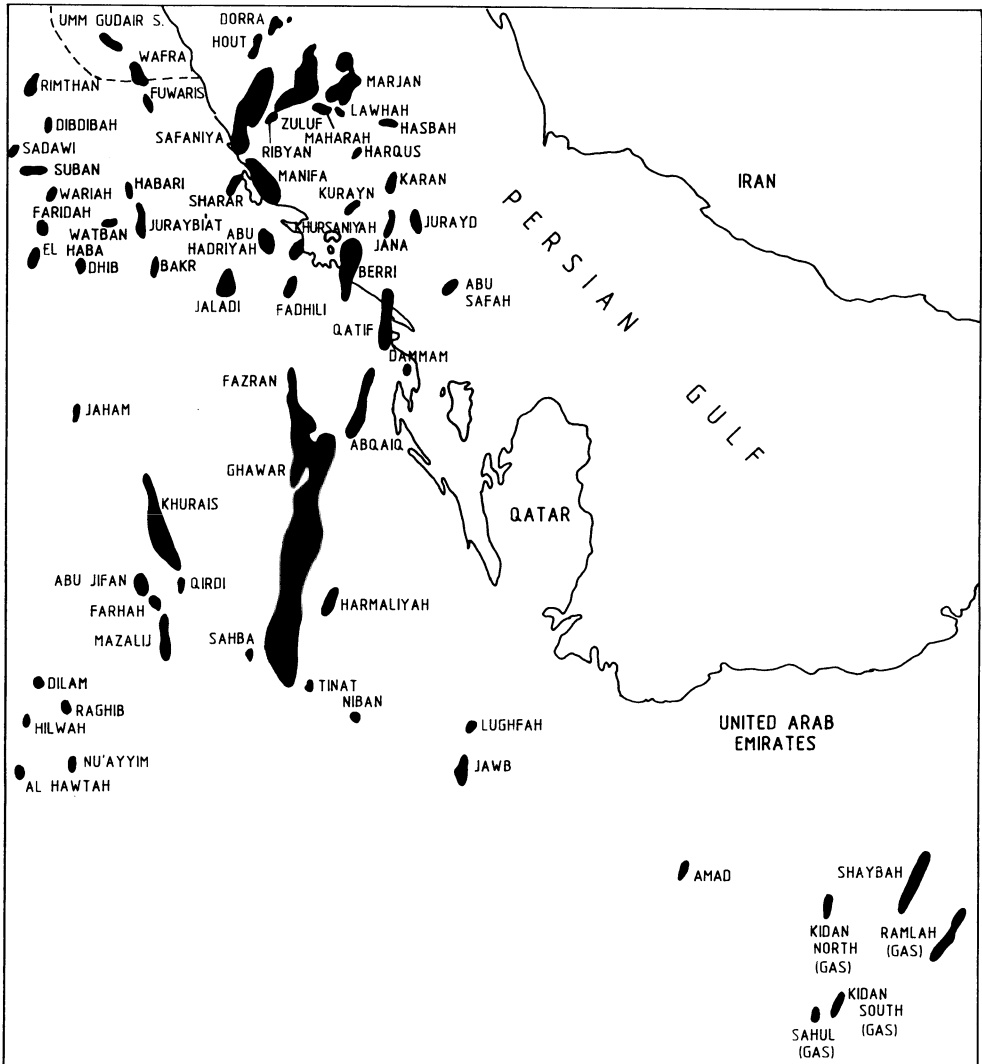 UMM GUDAIR S.
DORRA
HOUT
WAFRA
RIMTHAN
FUWARIS
MARJAN
LAWHAH
ZULUF
MAHARAH
HASBAH
DIBDIBAH
SAFANIYA
RIBYAN
HARQUS
SADAWI
SUBAN
MANIFA
KARAN
IRAN
WARIAH
HABARI
SHARAR
KURAYN
FARIDAH
WATBAN
JURAYBIAT
ABU
HADRIYAH
KHURSANIYAH
JANA
JURAYD
EL HABA
DHIB
BAKR
BERRI
ABU
SAFAH
JALADI
FADHILI
QATIF
PERSIAN
GULF
DAMMAM
FAZRAN
JAHAM
ABQAIQ
GHAWAR
KHURAIS
QATAR
ABU JIFAN
QIRDI
FARHAH
HARMALIYAH
MAZALIJ
SAHBA
DILAM
TINAT
RAGHIB
NIBAN
HILWAH
LUGHFAH
UNITED ARAB
EMIRATES
NU'AYYIM
JAWB
AL HAWTAH
AMAD
SHAYBAH
KIDAN
NORTH
(GAS)
RAMLAH
(GAS)
KIDAN
SOUTH
(GAS)
SAHUL
(GAS)